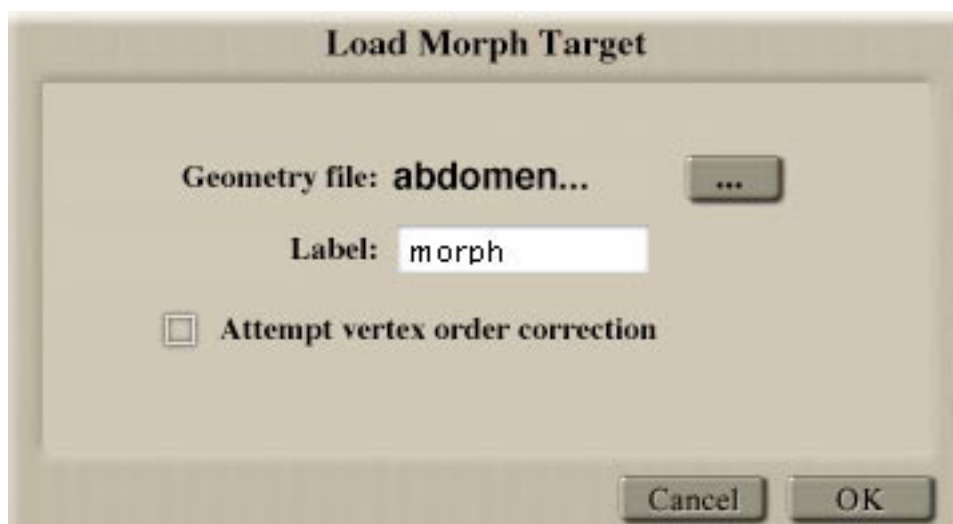 Load Morph Target
Geometry file: abdomen... ...
Label: morph
Attempt vertex order correction
Cancel OK